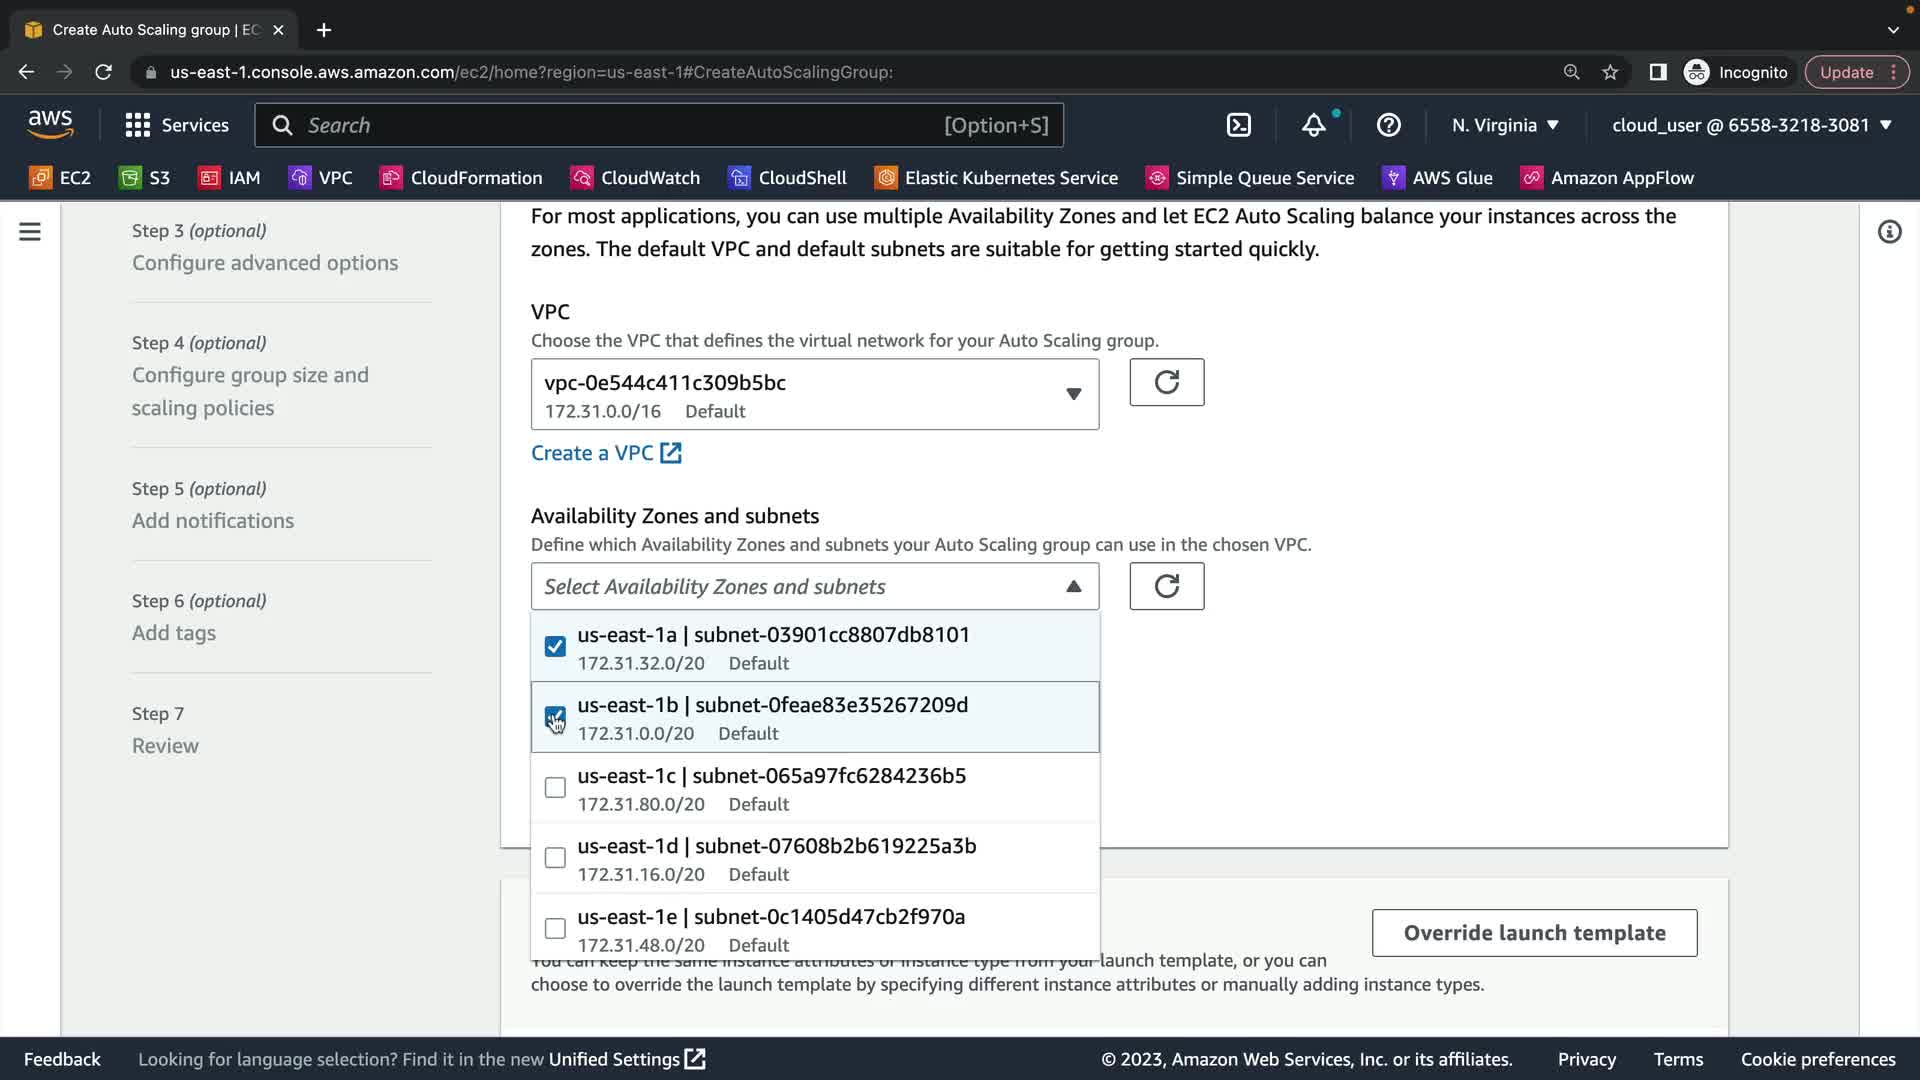 Create Auto Scaling group | EC
us-east-1.console.aws.amazon.com/ec2/home?region=us-east-1#CreateAutoScalingGroup:
Incognito
Update
aws
Services
Search
[Option+S]
N. Virginia
cloud_user @ 6558-3218-3081
EC2
S3
IAM
VPC
CloudFormation
CloudWatch
CloudShell
Elastic Kubernetes Service
Simple Queue Service
AWS Glue
Amazon AppFlow
Step 3 (optional)
Configure advanced options
Step 4 (optional)
Configure group size and
scaling policies
Step 5 (optional)
Add notifications
Step 6 (optional)
Add tags
Step 7
Review
For most applications, you can use multiple Availability Zones and let EC2 Auto Scaling balance your instances across the
zones. The default VPC and default subnets are suitable for getting started quickly.
VPC
Choose the VPC that defines the virtual network for your Auto Scaling group.
vpc-0e544c411c309b5bc
172.31.0.0/16 Default
Create a VPC
Availability Zones and subnets
Define which Availability Zones and subnets your Auto Scaling group can use in the chosen VPC.
Select Availability Zones and subnets
us-east-1a | subnet-03901cc8807db8101
172.31.32.0/20 Default
us-east-1b | subnet-0feae83e35267209d
172.31.0.0/20 Default
us-east-1c | subnet-065a97fc6284236b5
172.31.80.0/20 Default
us-east-1d | subnet-07608b2b619225a3b
172.31.16.0/20 Default
us-east-1e | subnet-0c1405d47cb2f970a
172.31.48.0/20 Default
Override launch template
You can keep the same instance attributes or instance type from your launch template, or you can
choose to override the launch template by specifying different instance attributes or manually adding instance types.
Feedback
Looking for language selection? Find it in the new Unified Settings
© 2023, Amazon Web Services, Inc. or its affiliates.
Privacy
Terms
Cookie preferences